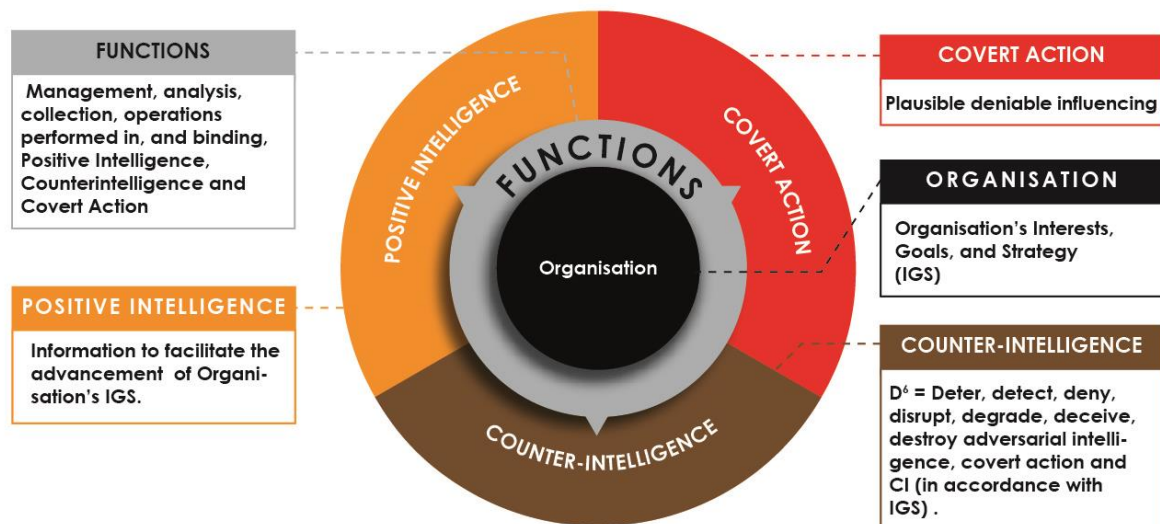 FUNCTIONS
Management, analysis,
collection, operations
performed in, and binding,
Positive Intelligence,
Counterintelligence and
Covert Action
POSITIVE INTELLIGENCE
Information to facilitate the
advancement of Organi-
sation's IGS.
POSITIVE INTELLIGENCE
COVERT ACTION
FUNCTIONS
Organisation
COUNTER-INTELLIGENCE
COVERT ACTION
Plausible deniable influencing
ORGANISATION
Organisation's Interests,
Goals, and Strategy
(IGS)
COUNTER-INTELLIGENCE
D⁶ = Deter, detect, deny,
disrupt, degrade, deceive,
destroy adversarial intelli-
gence, covert action and
CI (in accordance with
IGS) .